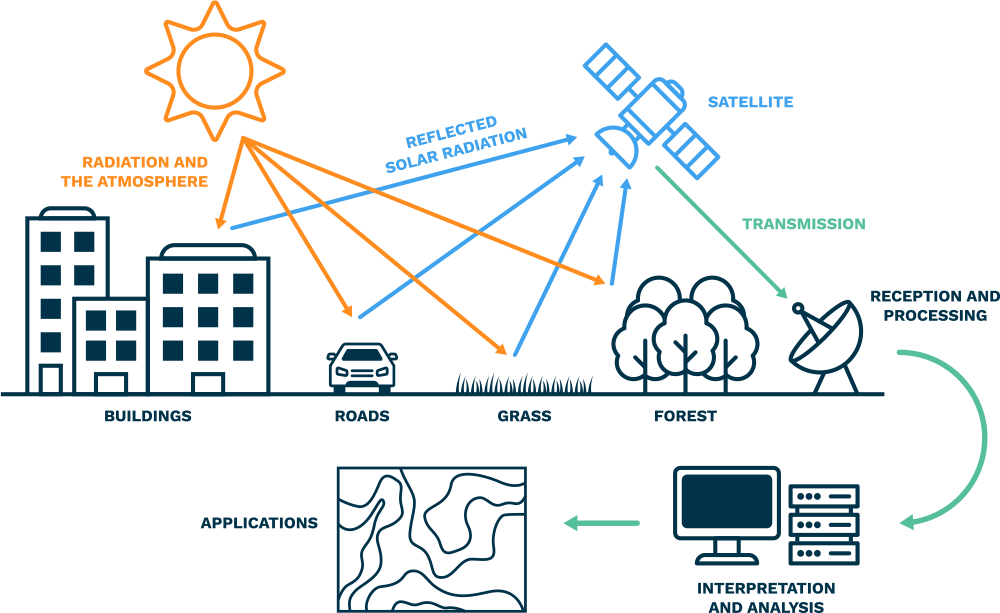 REFLECTED
SOLAR RADIATION
SATELLITE
RADIATION AND
THE ATMOSPHERE
TRANSMISSION
RECEPTION AND
PROCESSING
BUILDINGS
ROADS
GRASS
FOREST
APPLICATIONS
INTERPRETATION
AND ANALYSIS